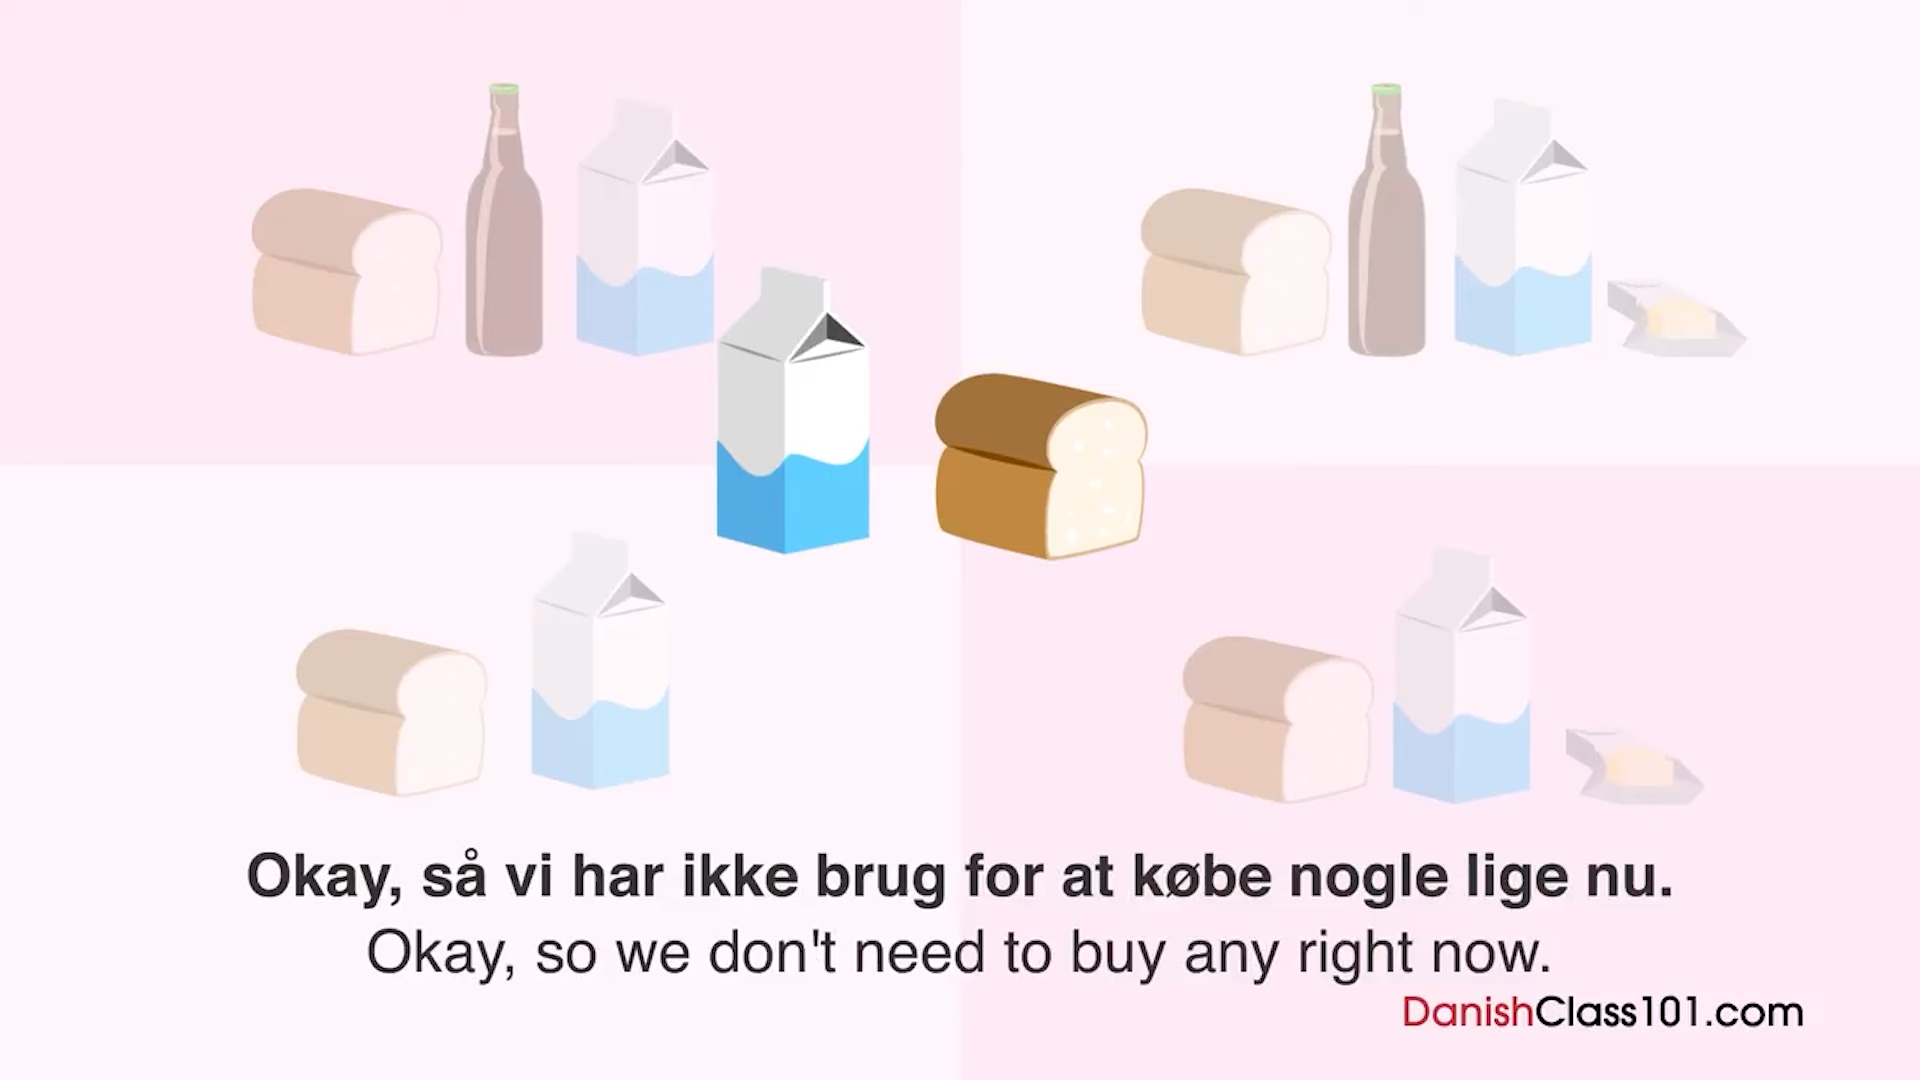 Okay, så vi har ikke brug for at købe nogle lige nu.
Okay, so we don't need to buy any right now.
DanishClass101.com